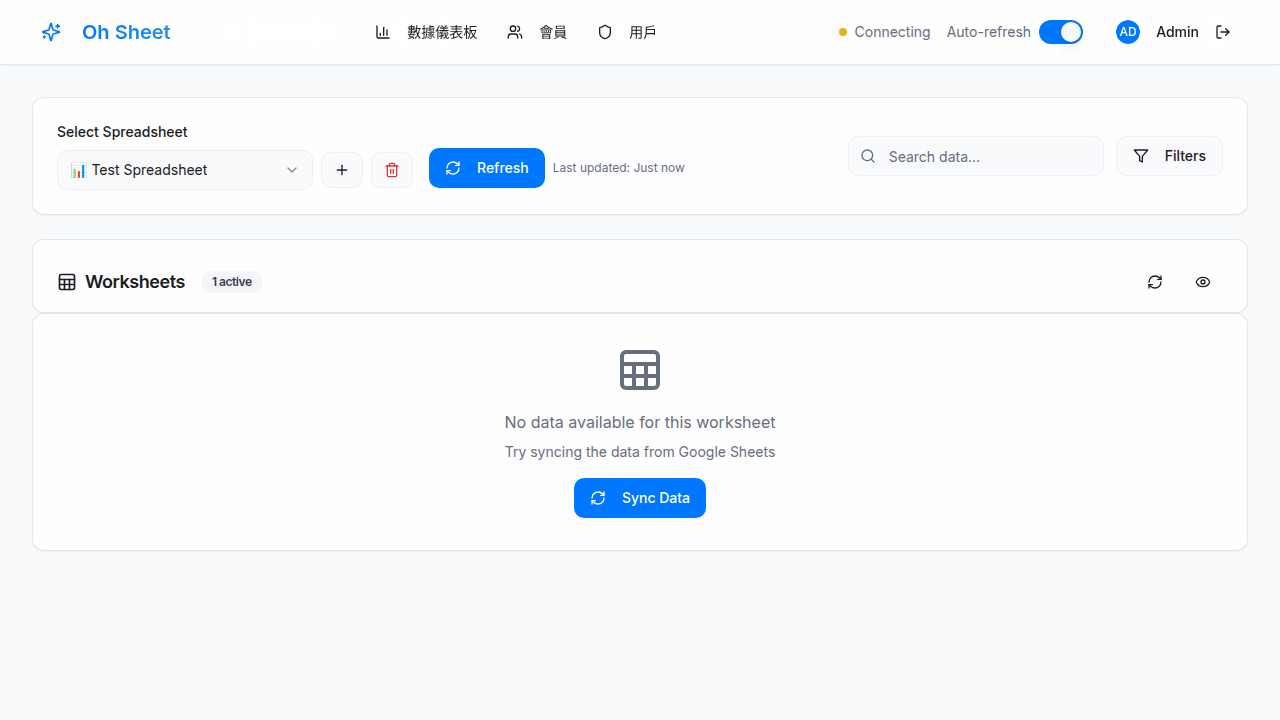 Oh Sheet
數據儀表板
會員
用戶
Connecting
Auto-refresh
AD
Admin
Select Spreadsheet
Test Spreadsheet
Refresh
Last updated: Just now
Search data...
Filters
Worksheets
1 active
No data available for this worksheet
Try syncing the data from Google Sheets
Sync Data